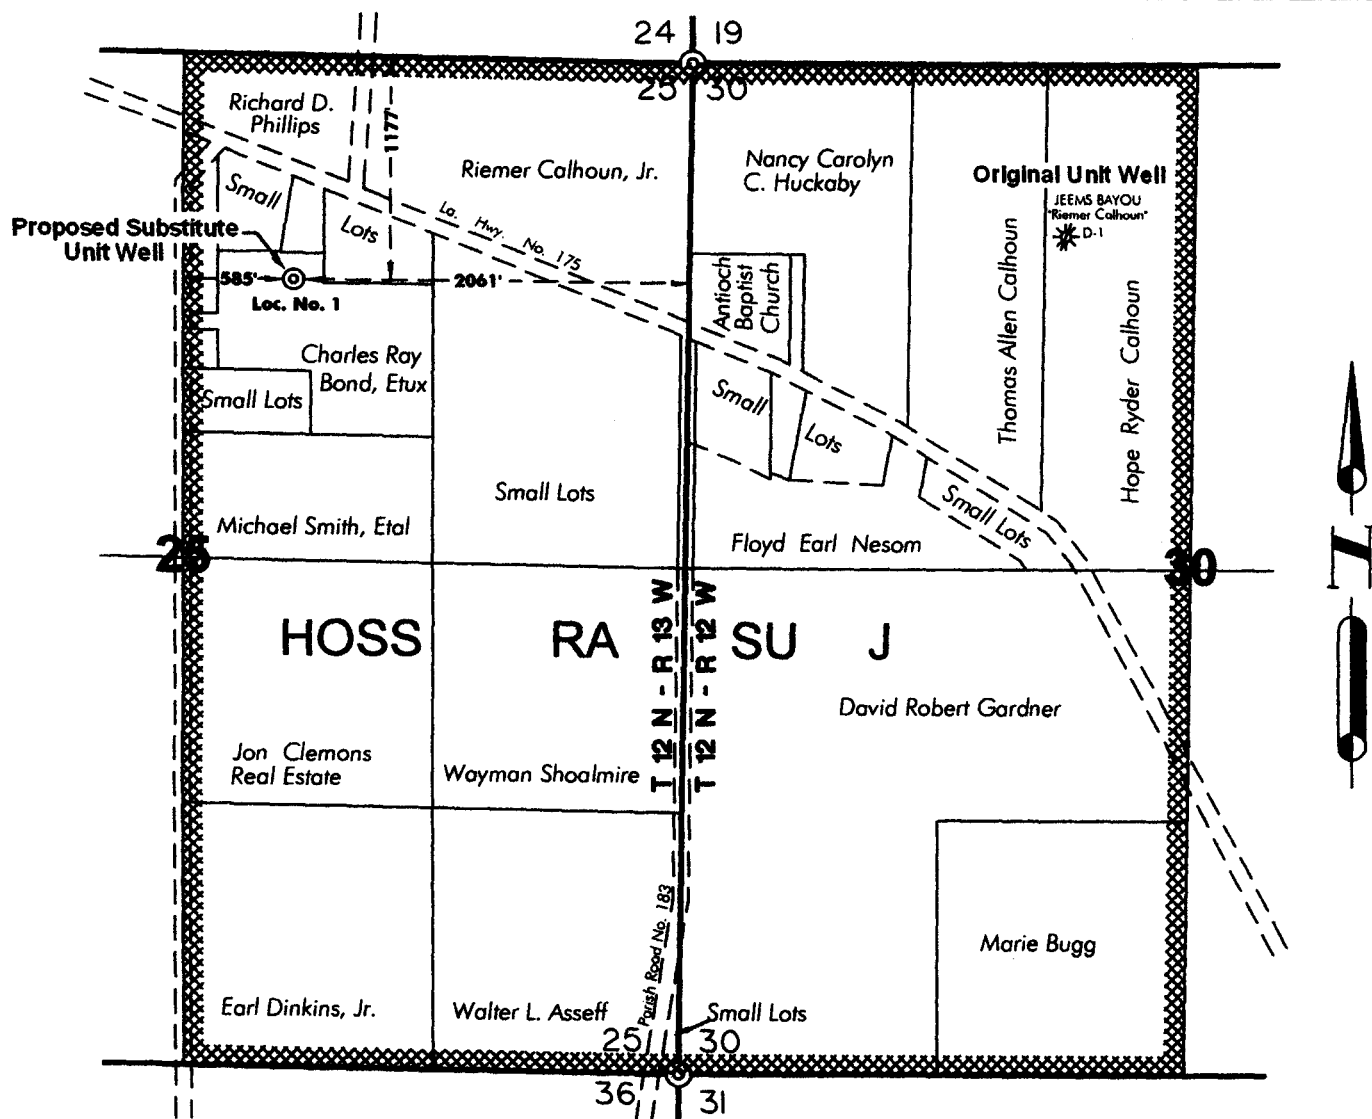 24 19
25 30
Richard D.
Phillips
1177'
Riemer Calhoun, Jr.
Nancy Carolyn
C. Huckaby
Original Unit Well
JEEMS BAYOU
"Riemer Calhoun"
D-1
Small
Lots
La. Hwy. No. 175
Proposed Substitute
Unit Well
585'
2061'
Loc. No. 1
Antioch
Baptist
Church
Thomas Allen Calhoun
Hope Ryder Calhoun
Charles Ray
Bond, Etux
Small Lots
Small
Lots
Small Lots
Small Lots
Michael Smith, Etal
Floyd Earl Nesom
25
30
HOSS RA SU J
T 12 N - R 13 W
T 12 N - R 12 W
David Robert Gardner
Jon Clemons
Real Estate
Wayman Shoalmire
Parish Road No. 183
Marie Bugg
Earl Dinkins, Jr.
Walter L. Asseff
Small Lots
25 30
36 31